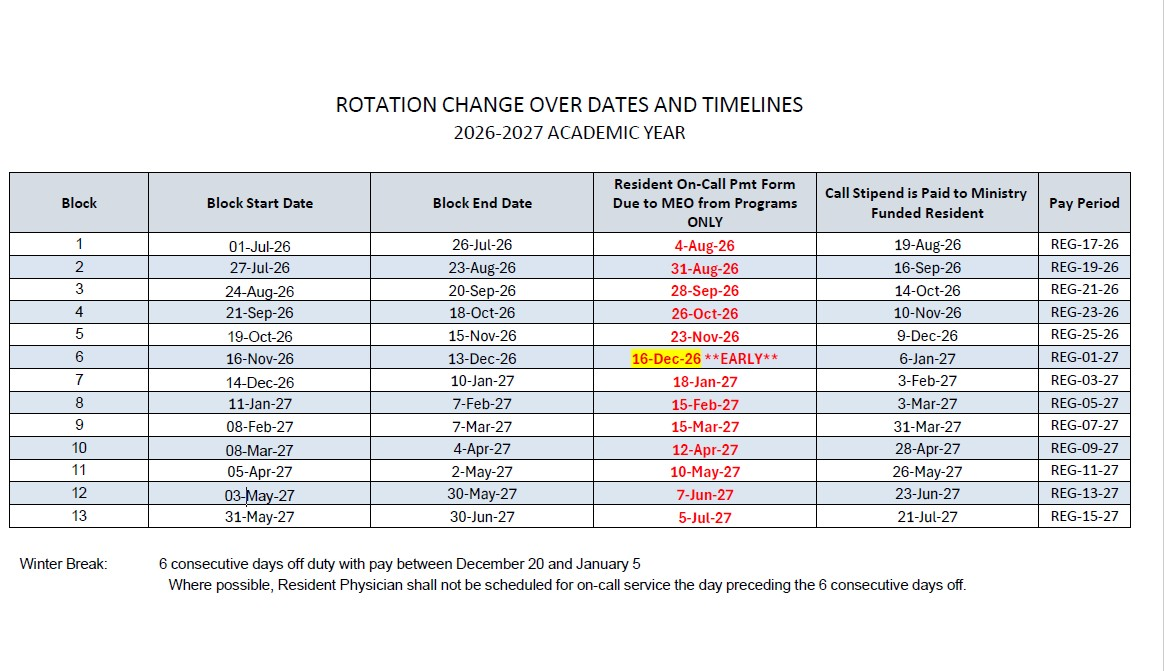 ROTATION CHANGE OVER DATES AND TIMELINES
2026-2027 ACADEMIC YEAR
Block Block Start Date Block End Date Resident On-Call Pmt Form Due to MEO from Programs ONLY Call Stipend is Paid to Ministry Funded Resident Pay Period
1 01-Jul-26 26-Jul-26 4-Aug-26 19-Aug-26 REG-17-26
2 27-Jul-26 23-Aug-26 31-Aug-26 16-Sep-26 REG-19-26
3 24-Aug-26 20-Sep-26 28-Sep-26 14-Oct-26 REG-21-26
4 21-Sep-26 18-Oct-26 26-Oct-26 10-Nov-26 REG-23-26
5 19-Oct-26 15-Nov-26 23-Nov-26 9-Dec-26 REG-25-26
6 16-Nov-26 13-Dec-26 16-Dec-26 **EARLY** 6-Jan-27 REG-01-27
7 14-Dec-26 10-Jan-27 18-Jan-27 3-Feb-27 REG-03-27
8 11-Jan-27 7-Feb-27 15-Feb-27 3-Mar-27 REG-05-27
9 08-Feb-27 7-Mar-27 15-Mar-27 31-Mar-27 REG-07-27
10 08-Mar-27 4-Apr-27 12-Apr-27 28-Apr-27 REG-09-27
11 05-Apr-27 2-May-27 10-May-27 26-May-27 REG-11-27
12 03-May-27 30-May-27 7-Jun-27 23-Jun-27 REG-13-27
13 31-May-27 30-Jun-27 5-Jul-27 21-Jul-27 REG-15-27
Winter Break: 6 consecutive days off duty with pay between December 20 and January 5
Where possible, Resident Physician shall not be scheduled for on-call service the day preceding the 6 consecutive days off.